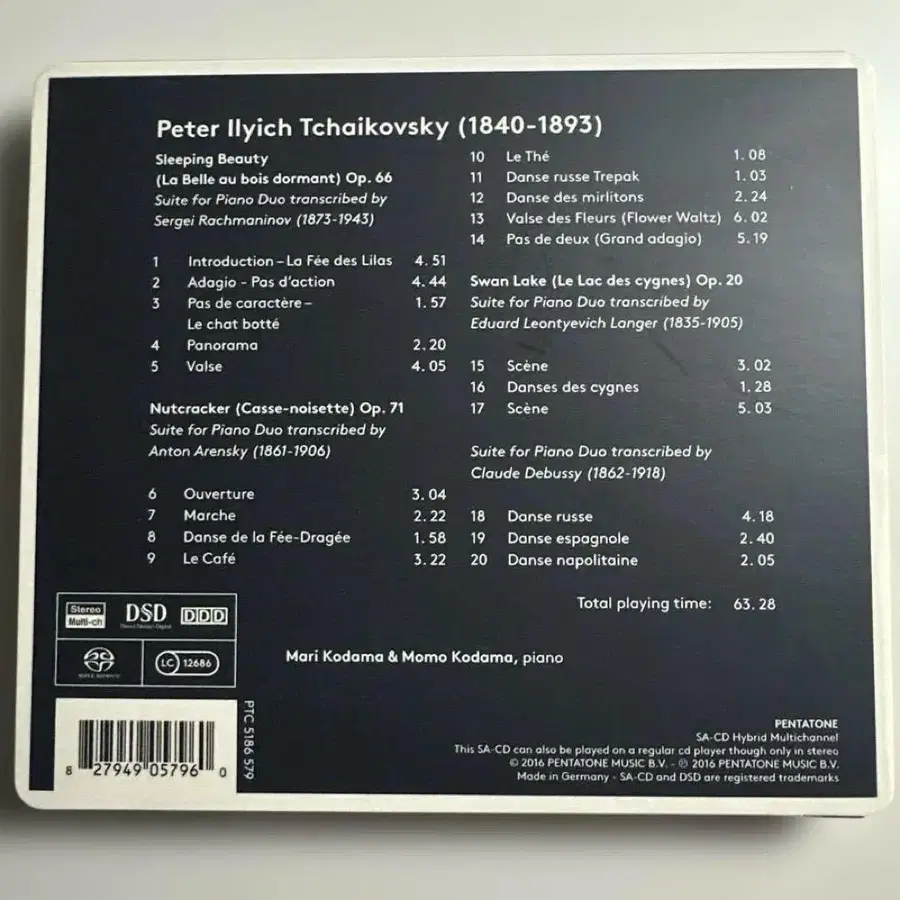 Peter Ilyich Tchaikovsky (1840-1893)
Sleeping Beauty
(La Belle au bois dormant) Op. 66
Suite for Piano Duo transcribed by
Sergei Rachmaninov (1873-1943)
1 Introduction – La Fée des Lilas 4.51
2 Adagio - Pas d'action 4.44
3 Pas de caractère – 1.57
Le chat botté
4 Panorama 2.20
5 Valse 4.05
Nutcracker (Casse-noisette) Op. 71
Suite for Piano Duo transcribed by
Anton Arensky (1861-1906)
6 Ouverture 3.04
7 Marche 2.22
8 Danse de la Fée-Dragée 1.58
9 Le Café 3.22
10 Le Thé 1.08
11 Danse russe Trepak 1.03
12 Danse des mirlitons 2.24
13 Valse des Fleurs (Flower Waltz) 6.02
14 Pas de deux (Grand adagio) 5.19
Swan Lake (Le Lac des cygnes) Op. 20
Suite for Piano Duo transcribed by
Eduard Leontyevich Langer (1835-1905)
15 Scène 3.02
16 Danses des cygnes 1.28
17 Scène 5.03
Suite for Piano Duo transcribed by
Claude Debussy (1862-1918)
18 Danse russe 4.18
19 Danse espagnole 2.40
20 Danse napolitaine 2.05
Total playing time: 63.28
Stereo
Multi-ch
DSD
DDD
LC 12686
Mari Kodama & Momo Kodama, piano
PTC 5186 579
8 27949 05796 0
PENTATONE
SA-CD Hybrid Multichannel
This SA-CD can also be played on a regular cd player though only in stereo
© 2016 PENTATONE MUSIC B.V. - ℗ 2016 PENTATONE MUSIC B.V.
Made in Germany - SA-CD and DSD are registered trademarks